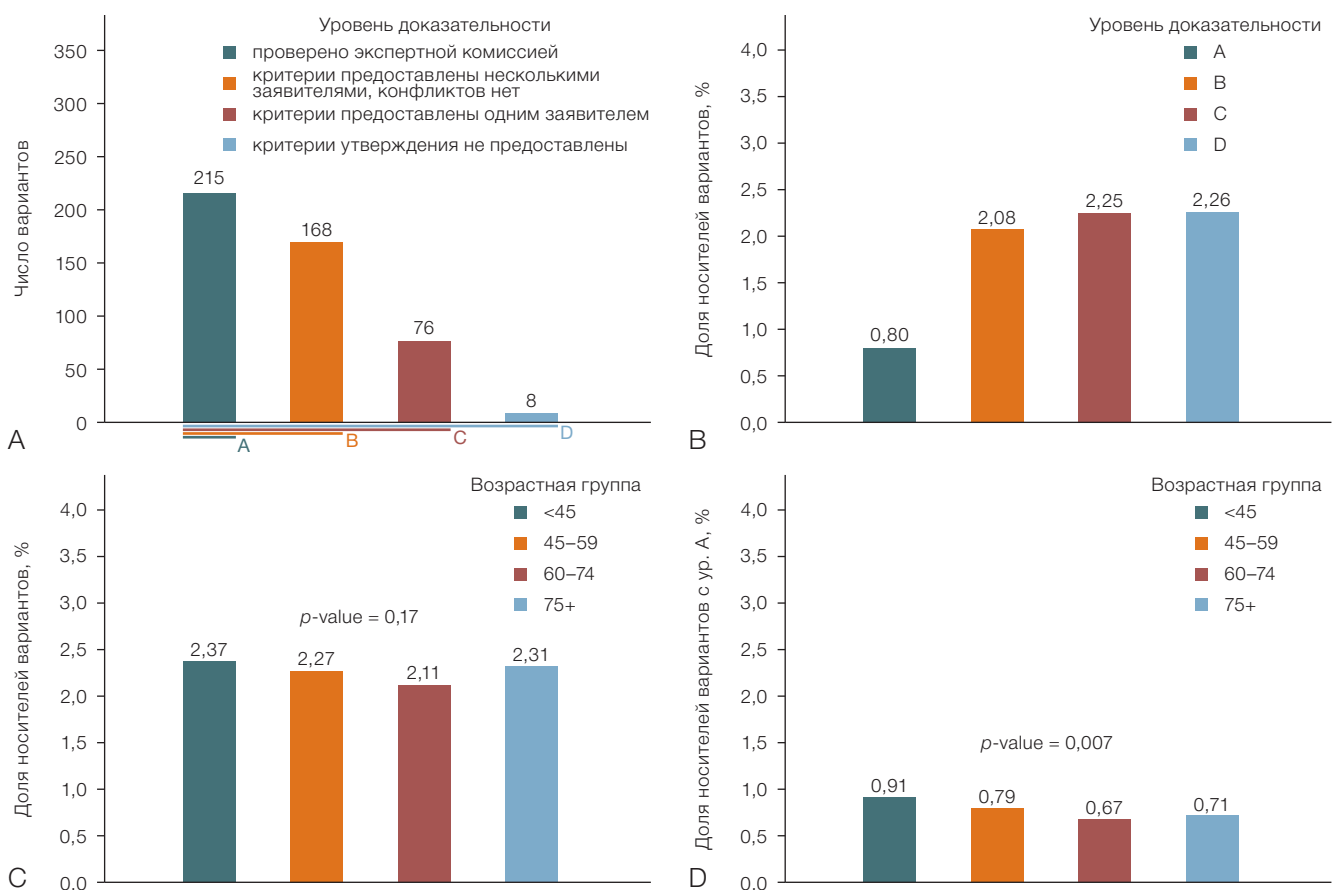 Уровень доказательности
проверено экспертной комиссией
критерии предоставлены несколькими
заявителями, конфликтов нет
критерии предоставлены одним заявителем
критерии утверждения не предоставлены
Число вариантов
350
300
250
200
150
100
50
0
215
168
76
8
A
B
C
D
A
Уровень доказательности
A
B
C
D
Доля носителей вариантов, %
4,0
3,5
3,0
2,5
2,0
1,5
1,0
0,5
0,0
0,80
2,08
2,25
2,26
B
Возрастная группа
<45
45–59
60–74
75+
Доля носителей вариантов, %
4,0
3,5
3,0
2,5
2,0
1,5
1,0
0,5
0,0
p-value = 0,17
2,37
2,27
2,11
2,31
C
Возрастная группа
<45
45–59
60–74
75+
Доля носителей вариантов с ур. А, %
4,0
3,5
3,0
2,5
2,0
1,5
1,0
0,5
0,0
p-value = 0,007
0,91
0,79
0,67
0,71
D